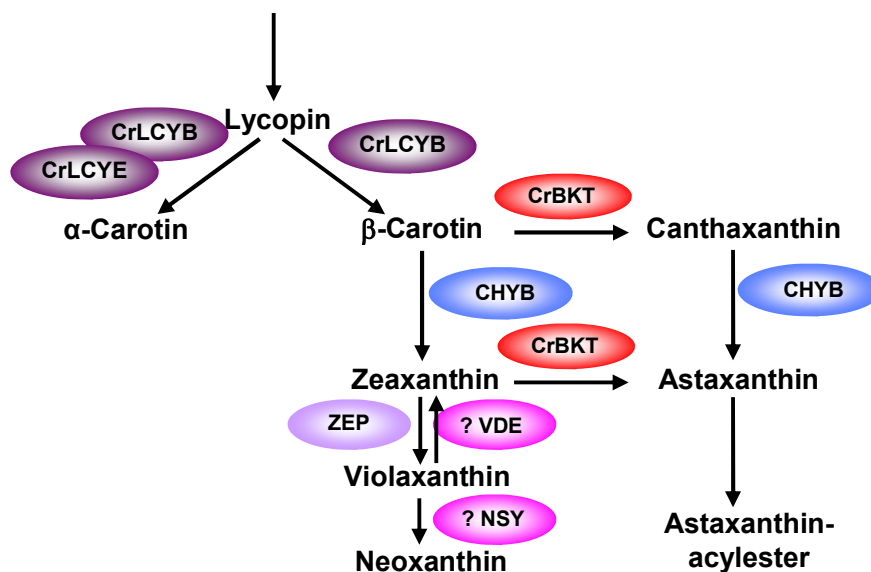 Lycopin
CrLCYB
CrLCYB
CrLCYE
α-Carotin
β-Carotin
CrBKT
Canthaxanthin
CHYB
CHYB
CrBKT
Zeaxanthin
Astaxanthin
ZEP
? VDE
Violaxanthin
? NSY
Neoxanthin
Astaxanthin-
acylester